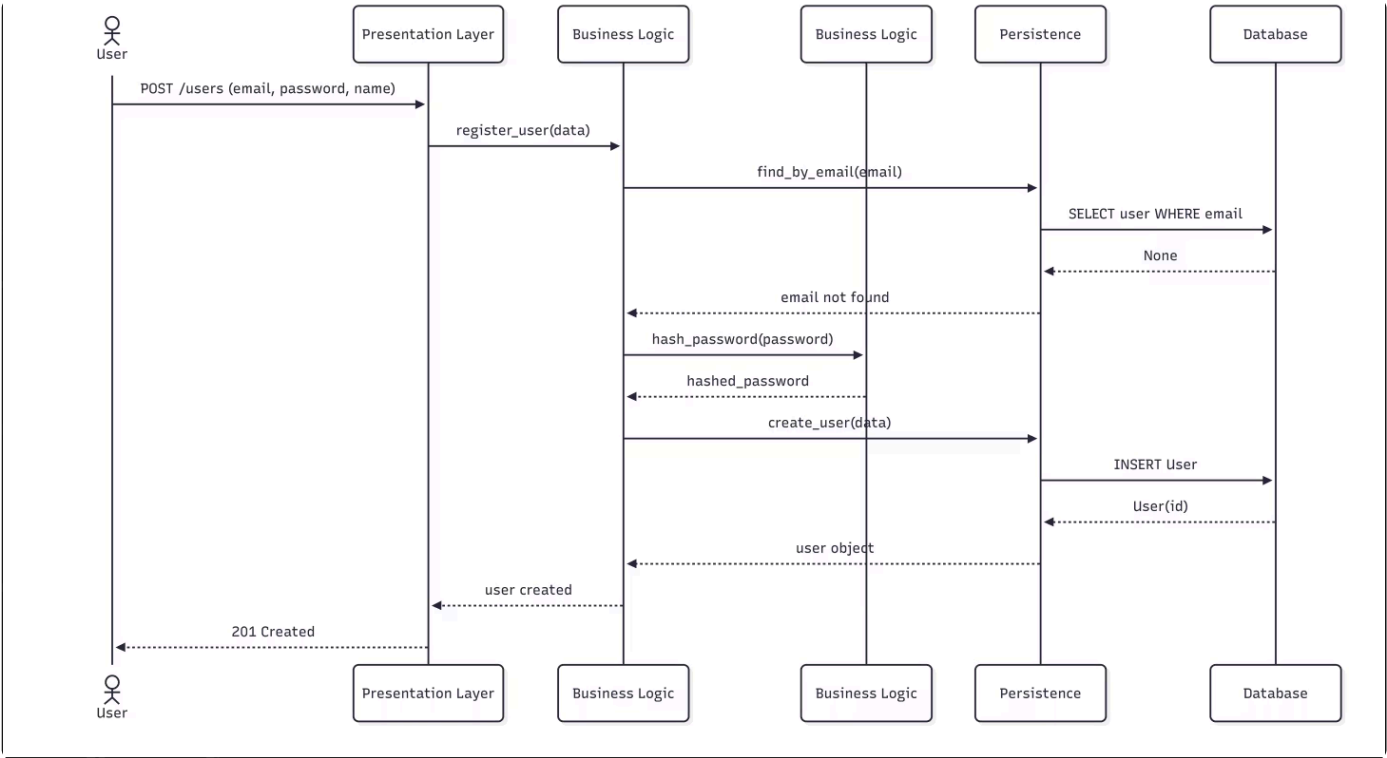 User
Presentation Layer
Business Logic
Business Logic
Persistence
Database
POST /users (email, password, name)
register_user(data)
find_by_email(email)
SELECT user WHERE email
None
email not found
hash_password(password)
hashed_password
create_user(data)
INSERT User
User(id)
user object
user created
201 Created
User
Presentation Layer
Business Logic
Business Logic
Persistence
Database